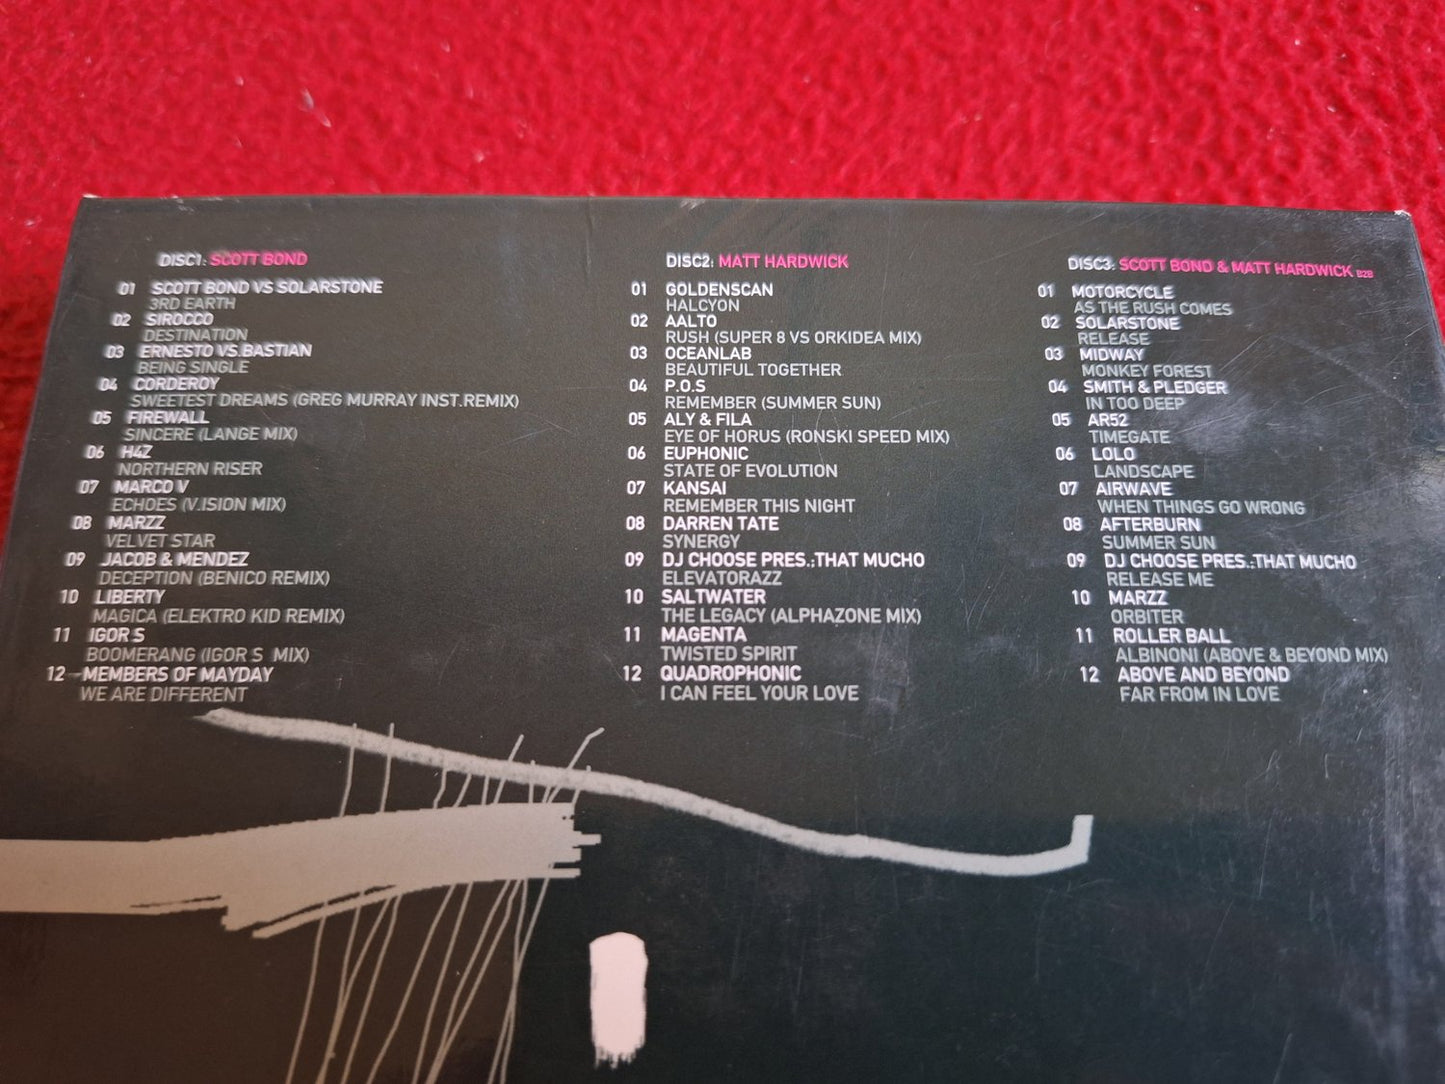 DISC1: SCOTT BOND
01 SCOTT BOND VS SOLARSTONE
3RD EARTH
02 SIROCCO
DESTINATION
03 ERNESTO VS.BASTIAN
BEING SINGLE
04 CORDEROY
SWEETEST DREAMS (GREG MURRAY INST.REMIX)
05 FIREWALL
SINCERE (LANGE MIX)
06 H4Z
NORTHERN RISER
07 MARCO V
ECHOES (V.ISION MIX)
08 MARZZ
VELVET STAR
09 JACOB & MENDEZ
DECEPTION (BENICO REMIX)
10 LIBERTY
MAGICA (ELEKTRO KID REMIX)
11 IGOR S
BOOMERANG (IGOR S MIX)
12 MEMBERS OF MAYDAY
WE ARE DIFFERENT
DISC2: MATT HARDWICK
01 GOLDENSCAN
HALCYON
02 AALTO
RUSH (SUPER 8 VS ORKIDEA MIX)
03 OCEANLAB
BEAUTIFUL TOGETHER
04 P.O.S
REMEMBER (SUMMER SUN)
05 ALY & FILA
EYE OF HORUS (RONSKI SPEED MIX)
06 EUPHONIC
STATE OF EVOLUTION
07 KANSAI
REMEMBER THIS NIGHT
08 DARREN TATE
SYNERGY
09 DJ CHOOSE PRES.:THAT MUCHO
ELEVATORAZZ
10 SALTWATER
THE LEGACY (ALPHAZONE MIX)
11 MAGENTA
TWISTED SPIRIT
12 QUADROPHONIC
I CAN FEEL YOUR LOVE
DISC3: SCOTT BOND & MATT HARDWICK B2B
01 MOTORCYCLE
AS THE RUSH COMES
02 SOLARSTONE
RELEASE
03 MIDWAY
MONKEY FOREST
04 SMITH & PLEDGER
IN TOO DEEP
05 AR52
TIMEGATE
06 LOLO
LANDSCAPE
07 AIRWAVE
WHEN THINGS GO WRONG
08 AFTERBURN
SUMMER SUN
09 DJ CHOOSE PRES.:THAT MUCHO
RELEASE ME
10 MARZZ
ORBITER
11 ROLLER BALL
ALBINONI (ABOVE & BEYOND MIX)
12 ABOVE AND BEYOND
FAR FROM IN LOVE